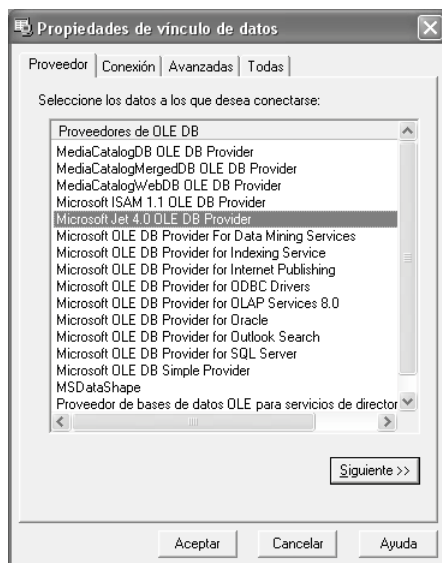 Propiedades de vínculo de datos
Proveedor Conexión Avanzadas Todas
Seleccione los datos a los que desea conectarse:
Proveedores de OLE DB
MediaCatalogDB OLE DB Provider
MediaCatalogMergedDB OLE DB Provider
MediaCatalogWebDB OLE DB Provider
Microsoft ISAM 1.1 OLE DB Provider
Microsoft Jet 4.0 OLE DB Provider
Microsoft OLE DB Provider For Data Mining Services
Microsoft OLE DB Provider for Indexing Service
Microsoft OLE DB Provider for Internet Publishing
Microsoft OLE DB Provider for ODBC Drivers
Microsoft OLE DB Provider for OLAP Services 8.0
Microsoft OLE DB Provider for Oracle
Microsoft OLE DB Provider for Outlook Search
Microsoft OLE DB Provider for SQL Server
Microsoft OLE DB Simple Provider
MSDataShape
Proveedor de bases de datos OLE para servicios de director
Siguiente >>
Aceptar Cancelar Ayuda